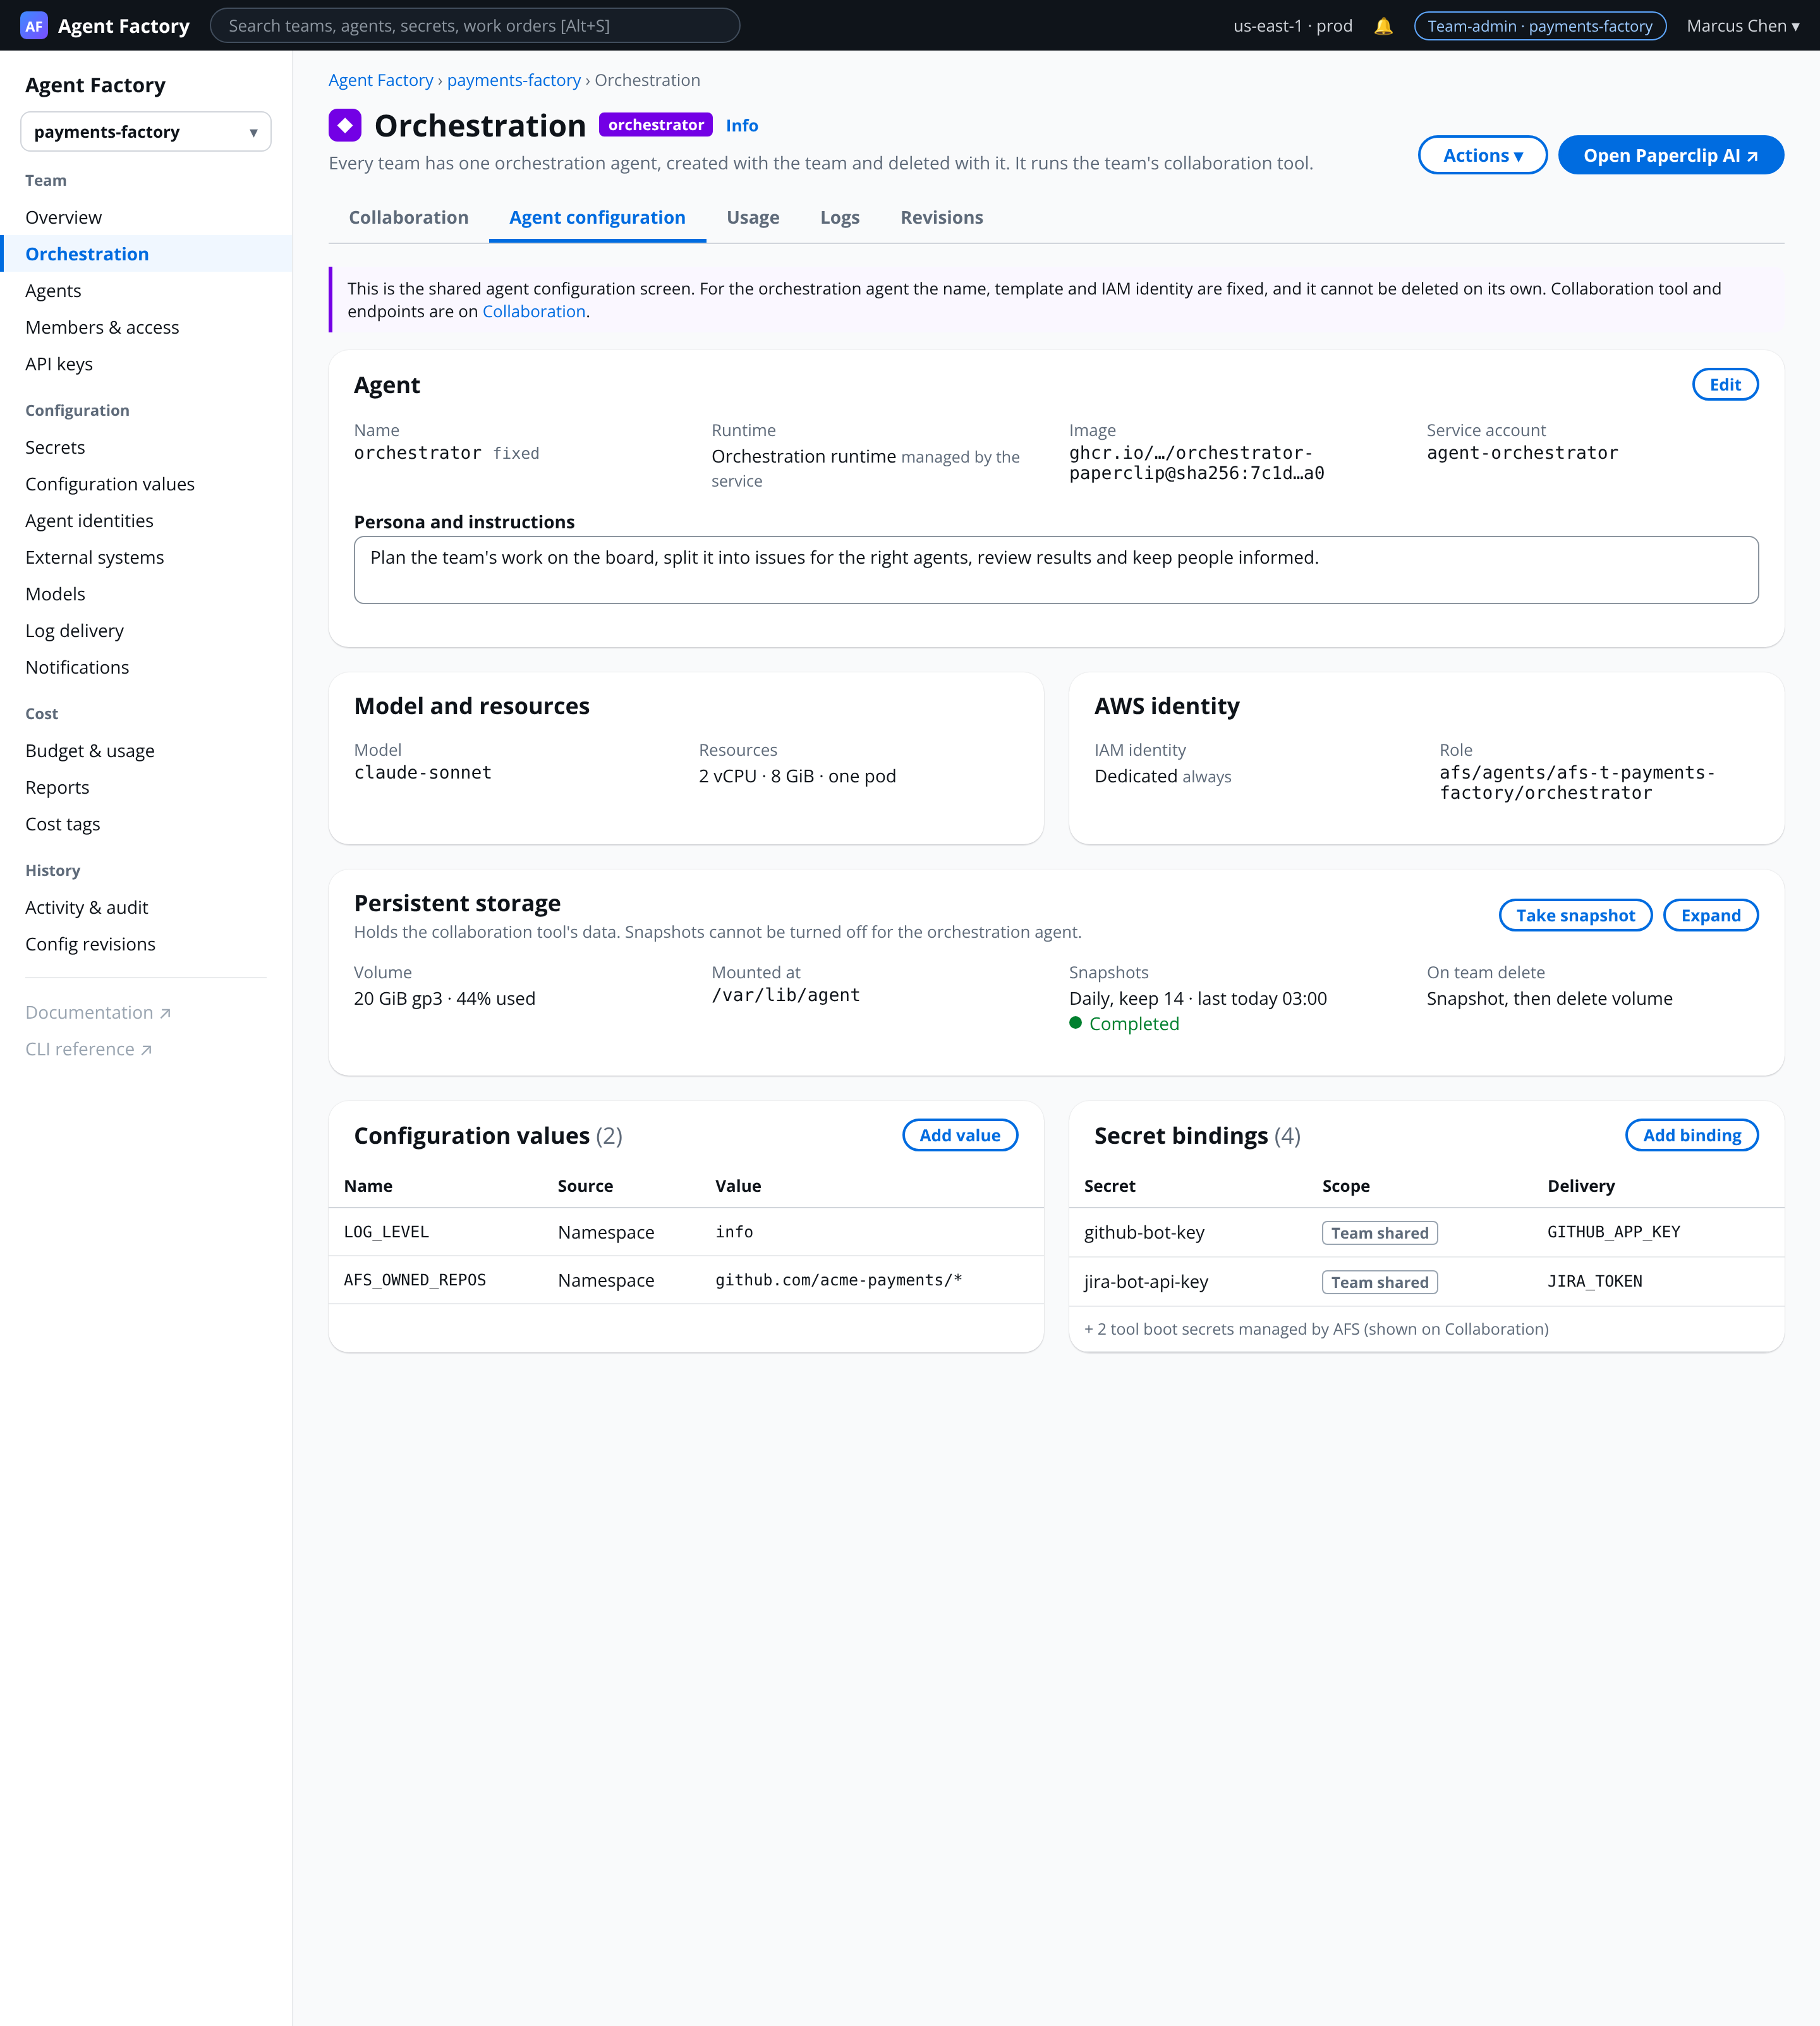 AF Agent Factory
Search teams, agents, secrets, work orders [Alt+S]
us-east-1 · prod
Team-admin · payments-factory
Marcus Chen ▾
Agent Factory
payments-factory ▾
Team
Overview
Orchestration
Agents
Members & access
API keys
Configuration
Secrets
Configuration values
Agent identities
External systems
Models
Log delivery
Notifications
Cost
Budget & usage
Reports
Cost tags
History
Activity & audit
Config revisions
Documentation ↗
CLI reference ↗
Agent Factory › payments-factory › Orchestration
Orchestration orchestrator Info
Every team has one orchestration agent, created with the team and deleted with it. It runs the team's collaboration tool.
Actions ▾
Open Paperclip AI ↗
Collaboration
Agent configuration
Usage
Logs
Revisions
This is the shared agent configuration screen. For the orchestration agent the name, template and IAM identity are fixed, and it cannot be deleted on its own. Collaboration tool and
endpoints are on Collaboration.
Agent
Edit
Name
orchestrator fixed
Runtime
Orchestration runtime managed by the
service
Image
ghcr.io/…/orchestrator-
paperclip@sha256:7c1d…a0
Service account
agent-orchestrator
Persona and instructions
Plan the team's work on the board, split it into issues for the right agents, review results and keep people informed.
Model and resources
Model
claude-sonnet
Resources
2 vCPU · 8 GiB · one pod
AWS identity
IAM identity
Dedicated always
Role
afs/agents/afs-t-payments-
factory/orchestrator
Persistent storage
Holds the collaboration tool's data. Snapshots cannot be turned off for the orchestration agent.
Take snapshot
Expand
Volume
20 GiB gp3 · 44% used
Mounted at
/var/lib/agent
Snapshots
Daily, keep 14 · last today 03:00
Completed
On team delete
Snapshot, then delete volume
Configuration values (2)
Add value
Name Source Value
LOG_LEVEL Namespace info
AFS_OWNED_REPOS Namespace github.com/acme-payments/*
Secret bindings (4)
Add binding
Secret Scope Delivery
github-bot-key Team shared GITHUB_APP_KEY
jira-bot-api-key Team shared JIRA_TOKEN
+ 2 tool boot secrets managed by AFS (shown on Collaboration)